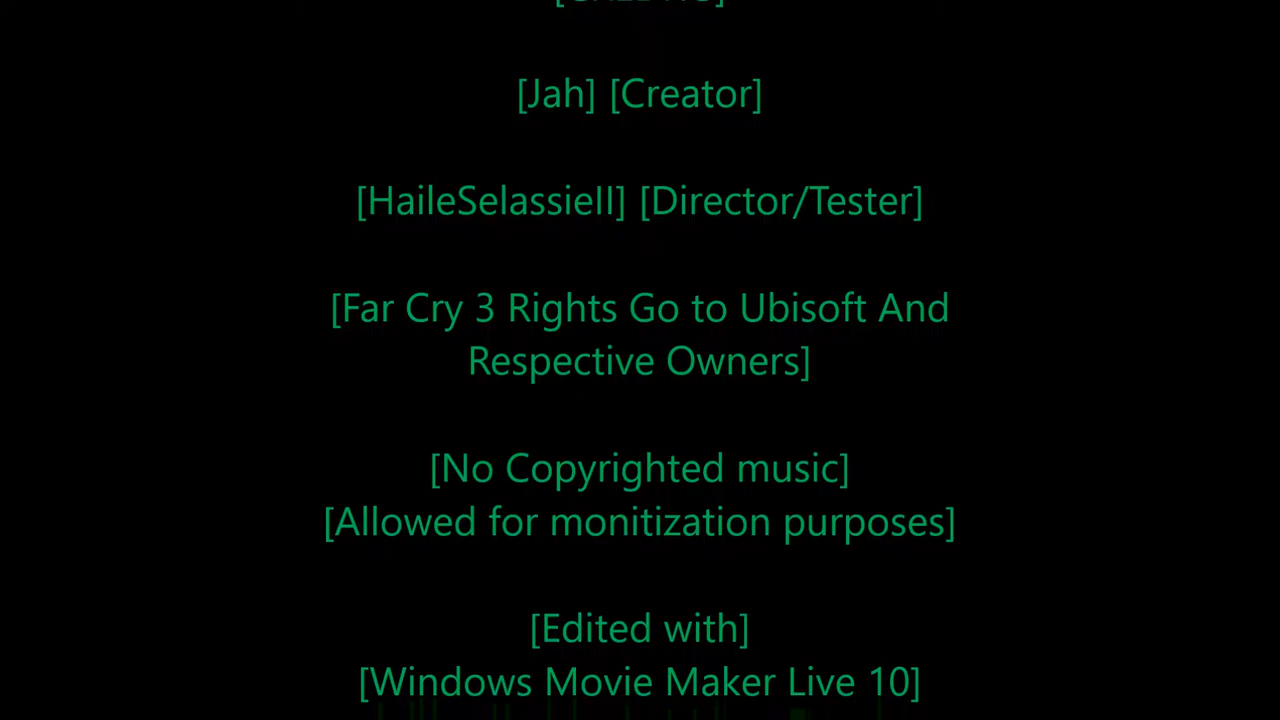 [Jah] [Creator]
[HaileSelassieII] [Director/Tester]
[Far Cry 3 Rights Go to Ubisoft And
Respective Owners]
[No Copyrighted music]
[Allowed for monitization purposes]
[Edited with]
[Windows Movie Maker Live 10]